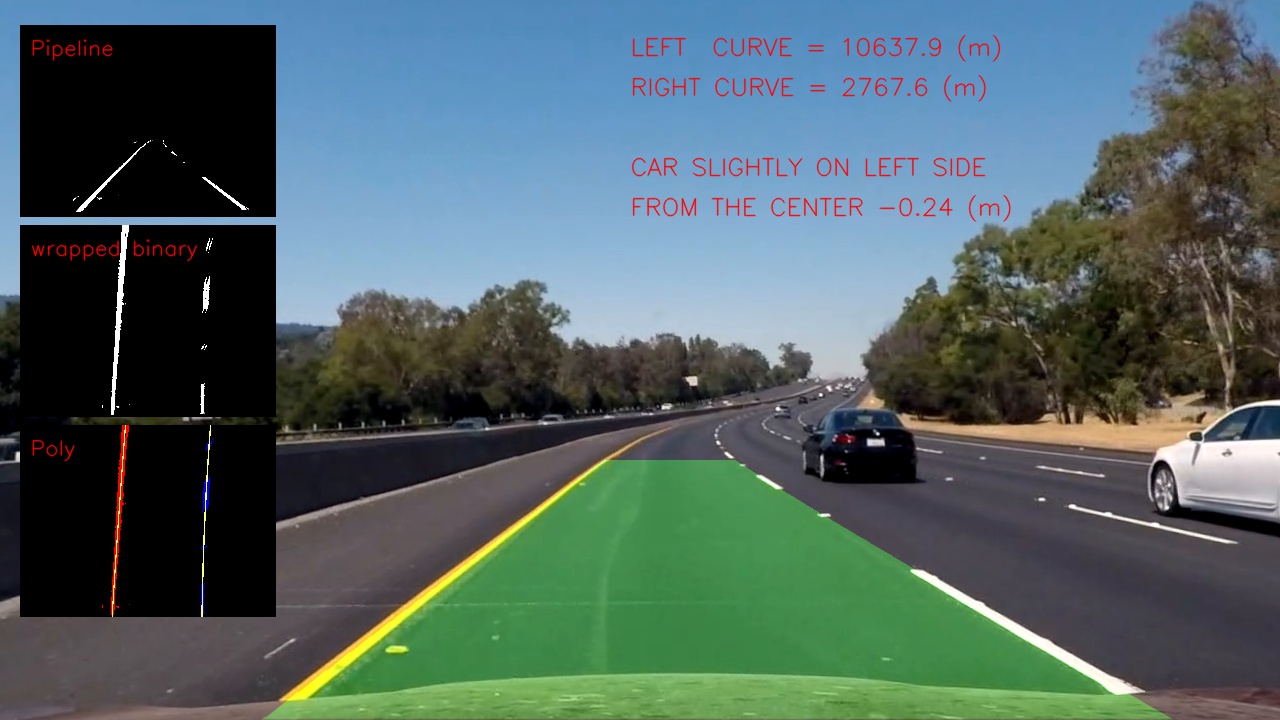 Pipeline
LEFT  CURVE = 10637.9 (m)
RIGHT CURVE = 2767.6 (m)
CAR SLIGHTLY ON LEFT SIDE
FROM THE CENTER -0.24 (m)
wrapped binary
Poly